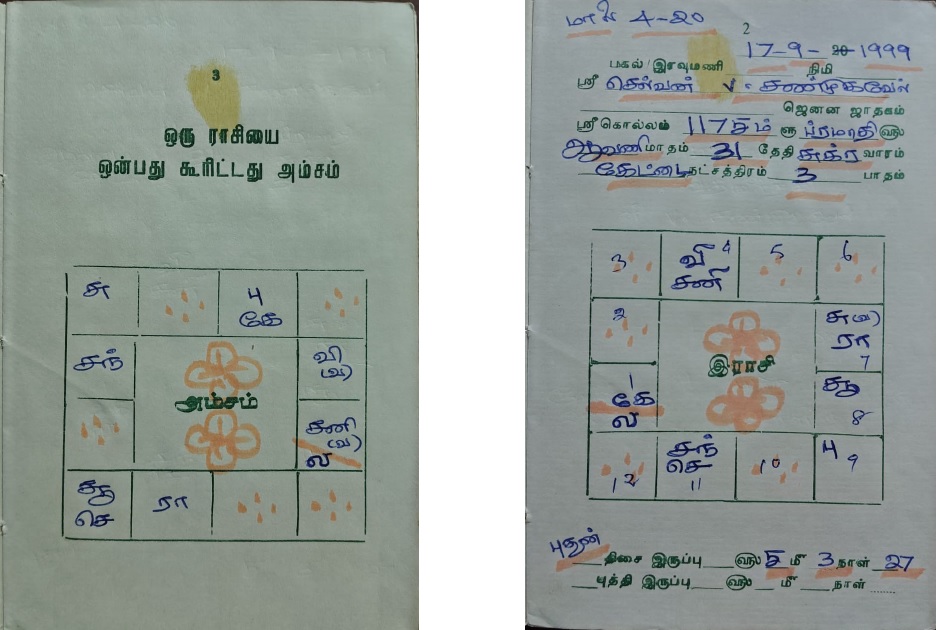 3
ஒரு ராசியை
ஒன்பது கூரிட்டது அம்சம்
சு
4
கே
சந்
வி
(வ)
அம்சம்
சனி
(வ)
ல
சூ
செ
ரா
மாலை 4-20
2
17-9-20 1999
பகல்/இரவுமணி நிமி
ஸ்ரீ செல்வன் V. சண்முகவேல்
ஜெனன ஜாதகம்
ஸ்ரீ கொல்லம் 1175ம் ஆண்டு ப்ரமாதி ௵
ஆவணி மாதம் 31 தேதி சுக்ர வாரம்
கேட்டை நட்சத்திரம் 3 பாதம்
3
வி 4
சனி
5
6
2
சு(வ)
ரா
7
இராசி
1
கே
ல
சூ
8
12
சந்
செ
11
10
4 9
புதன்
திசை இருப்பு ௵ 5 மீ 3 நாள் 27
புத்தி இருப்பு ௵ மீ நாள்